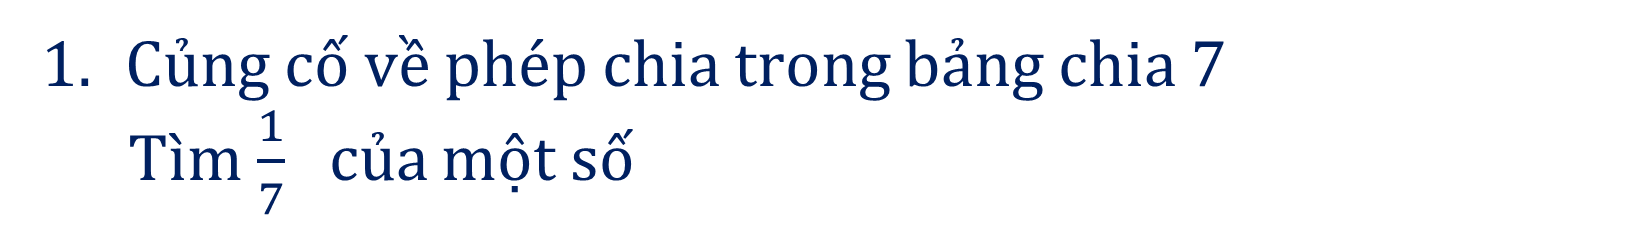 1. Củng cố về phép chia trong bảng chia 7
Tìm 1/7 của một số